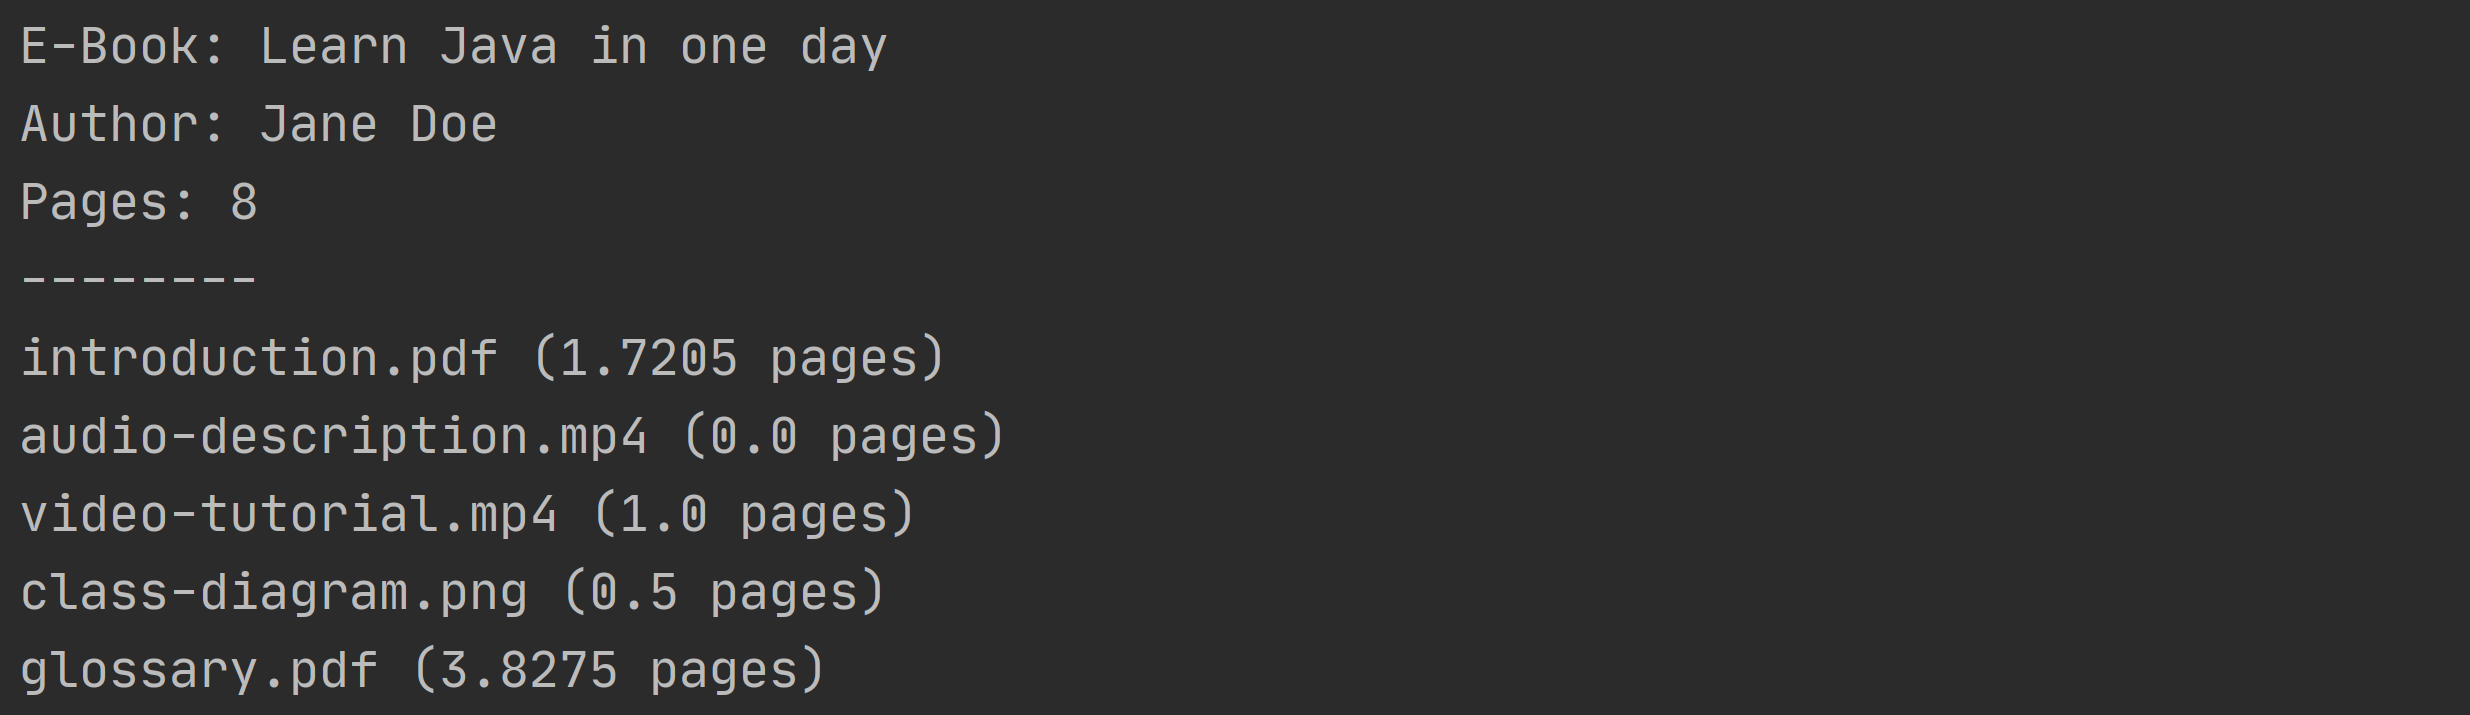 E-Book: Learn Java in one day
Author: Jane Doe
Pages: 8
--------
introduction.pdf (1.7205 pages)
audio-description.mp4 (0.0 pages)
video-tutorial.mp4 (1.0 pages)
class-diagram.png (0.5 pages)
glossary.pdf (3.8275 pages)